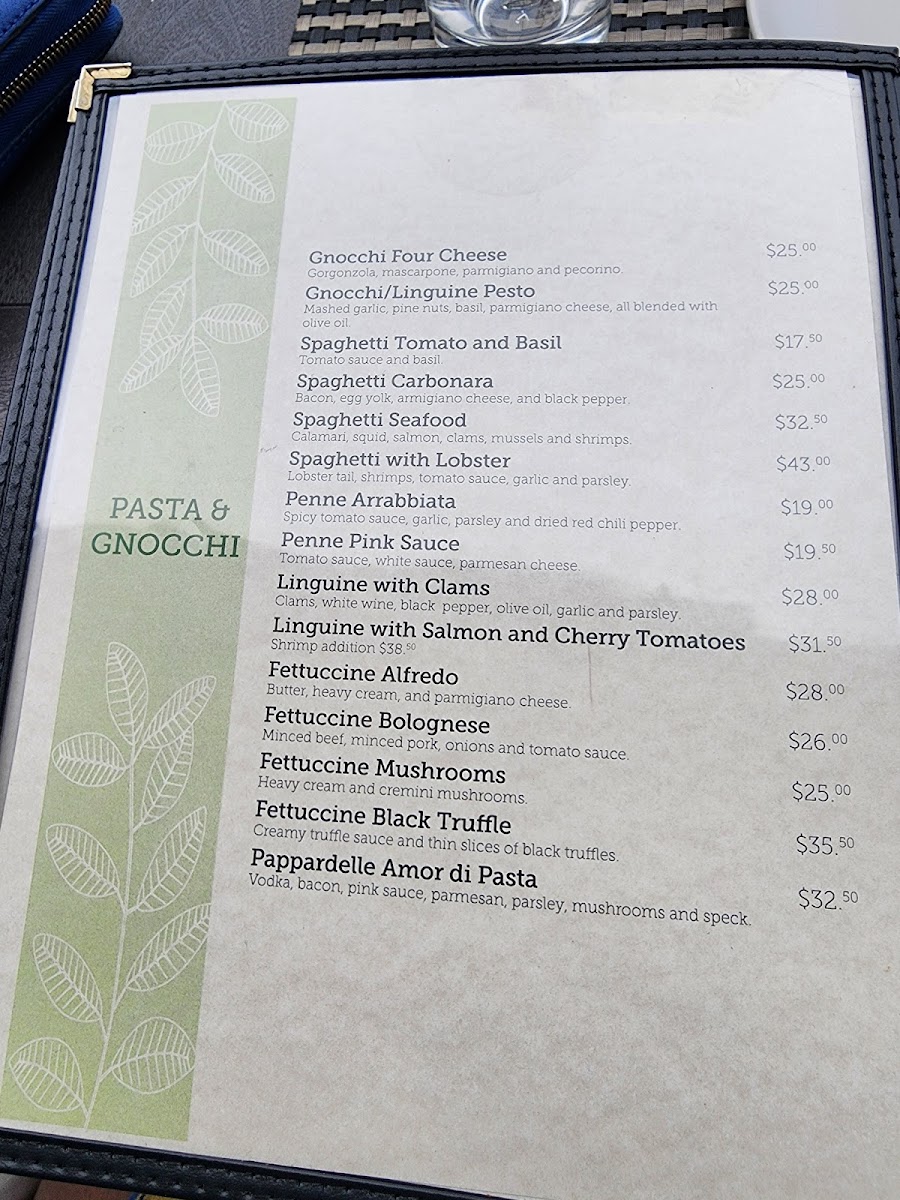 PASTA &
GNOCCHI
Gnocchi Four Cheese $25.00
Gorgonzola, mascarpone, parmigiano and pecorino.
Gnocchi/Linguine Pesto $25.00
Mashed garlic, pine nuts, basil, parmigiano cheese, all blended with
olive oil.
Spaghetti Tomato and Basil $17.50
Tomato sauce and basil.
Spaghetti Carbonara $25.00
Bacon, egg yolk, armigiano cheese, and black pepper.
Spaghetti Seafood $32.50
Calamari, squid, salmon, clams, mussels and shrimps.
Spaghetti with Lobster $43.00
Lobster tail, shrimps, tomato sauce, garlic and parsley.
Penne Arrabbiata $19.00
Spicy tomato sauce, garlic, parsley and dried red chili pepper.
Penne Pink Sauce $19.50
Tomato sauce, white sauce, parmesan cheese.
Linguine with Clams $28.00
Clams, white wine, black pepper, olive oil, garlic and parsley.
Linguine with Salmon and Cherry Tomatoes $31.50
Shrimp addition $38.50
Fettuccine Alfredo $28.00
Butter, heavy cream, and parmigiano cheese.
Fettuccine Bolognese $26.00
Minced beef, minced pork, onions and tomato sauce.
Fettuccine Mushrooms $25.00
Heavy cream and cremini mushrooms.
Fettuccine Black Truffle $35.50
Creamy truffle sauce and thin slices of black truffles.
Pappardelle Amor di Pasta $32.50
Vodka, bacon, pink sauce, parmesan, parsley, mushrooms and speck.